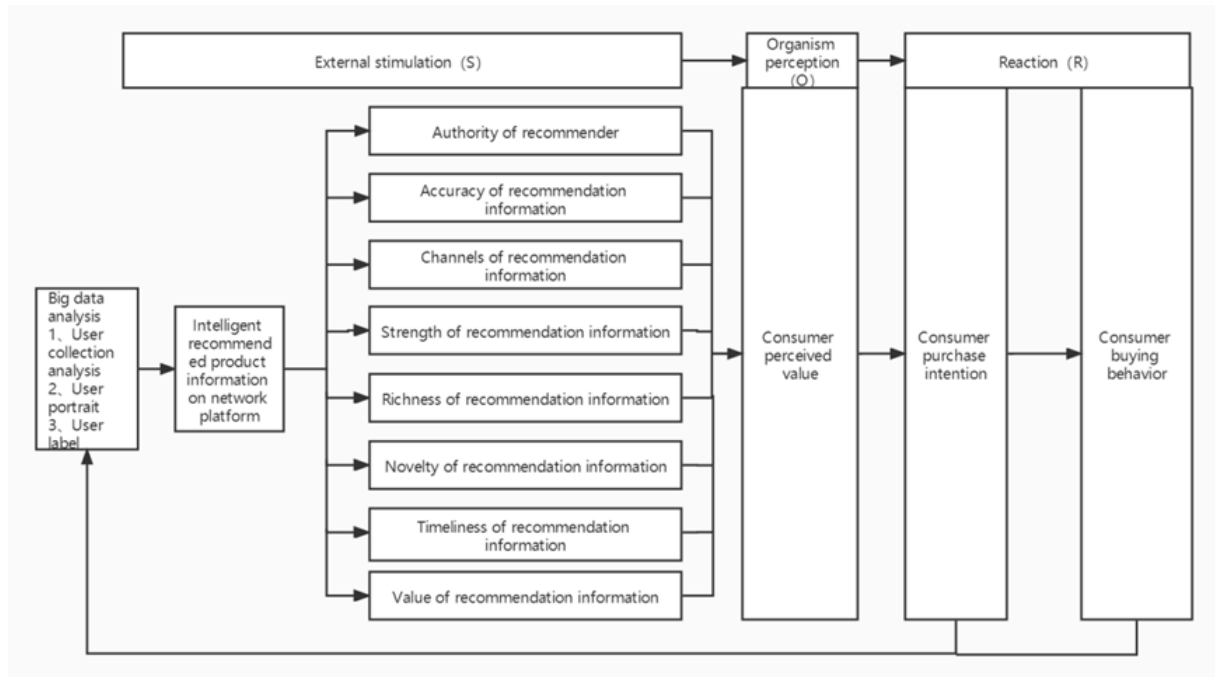 External stimulation（S）
Organism
perception
（O）
Reaction（R）
Authority of recommender
Accuracy of recommendation
information
Channels of recommendation
information
Strength of recommendation information
Richness of recommendation information
Novelty of recommendation information
Timeliness of recommendation
information
Value of recommendation information
Big data
analysis
1、User
collection
analysis
2、User
portrait
3、User
label
Intelligent
recommend
ed product
information
on network
platform
Consumer
perceived
value
Consumer
purchase
intention
Consumer
buying
behavior